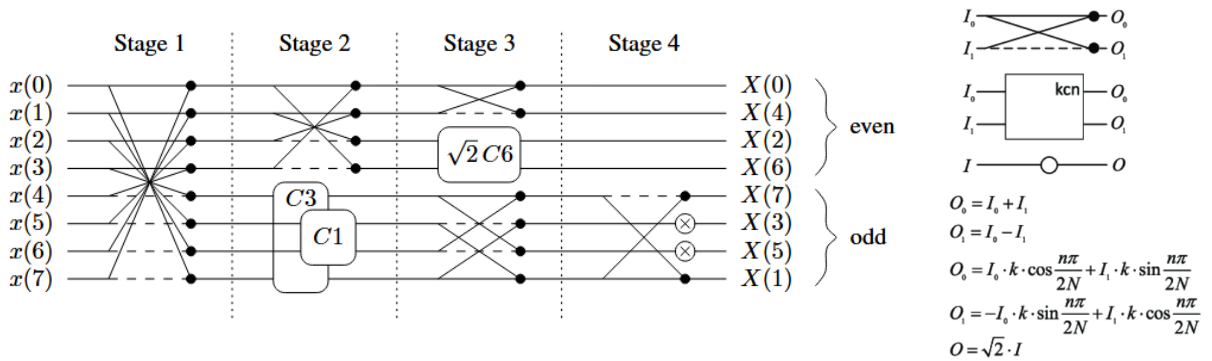 Stage 1 Stage 2 Stage 3 Stage 4
x(0) X(0)
x(1) X(4)
x(2) X(2)
x(3) X(6)
x(4) X(7)
x(5) X(3)
x(6) X(5)
x(7) X(1)
√2 C6
C3
C1
even
odd
I₀ O₀
I₁ O₁
kcn
I₀ O₀
I₁ O₁
I O
O₀ = I₀ + I₁
O₁ = I₀ − I₁
O₀ = I₀ · k · cos nπ/2N + I₁ · k · sin nπ/2N
O₁ = −I₀ · k · sin nπ/2N + I₁ · k · cos nπ/2N
O = √2 · I